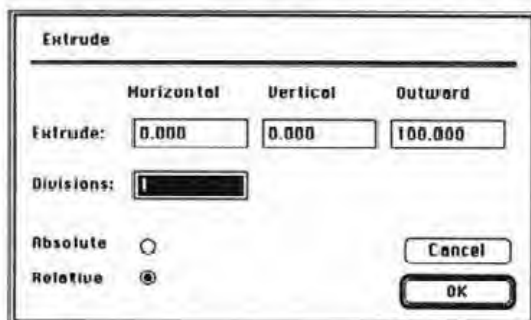 Extrude
Horizontal Vertical Outward
Extrude: 0.000 0.000 100.000
Divisions: 1
Absolute
Relative
Cancel
OK